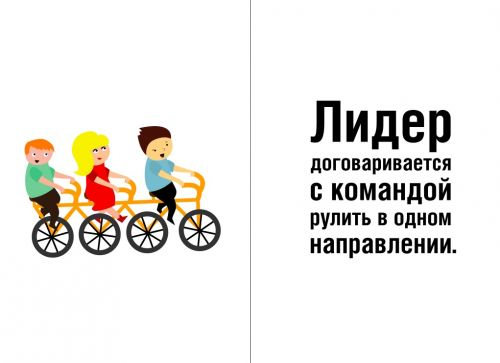 Лидер
договаривается
с командой
рулить в одном
направлении.